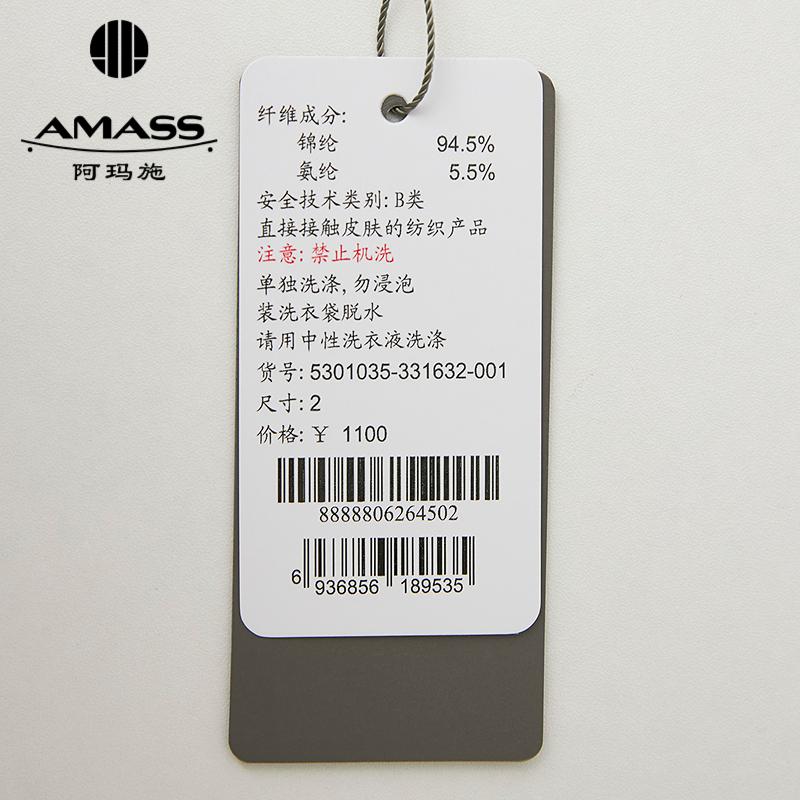 AMASS
阿玛施
纤维成分:
锦纶 94.5%
氨纶 5.5%
安全技术类别: B类
直接接触皮肤的纺织产品
注意: 禁止机洗
单独洗涤, 勿浸泡
装洗衣袋脱水
请用中性洗衣液洗涤
货号: 5301035-331632-001
尺寸: 2
价格: ¥ 1100
8888806264502
6 936856 189535